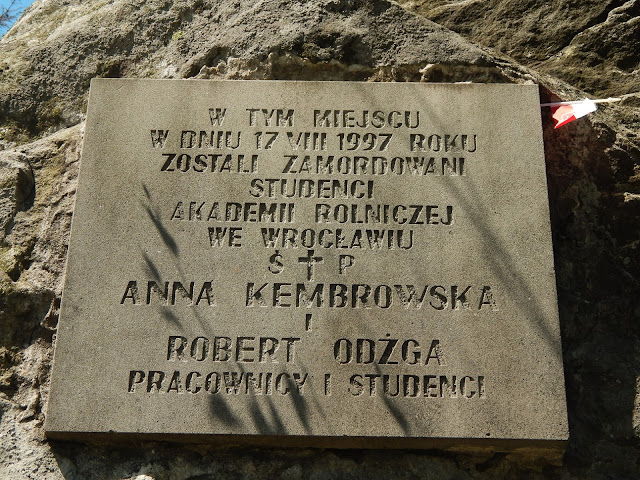 W TYM MIEJSCU
W DNIU 17 VIII 1997 ROKU
ZOSTALI ZAMORDOWANI
STUDENCI
AKADEMII ROLNICZEJ
WE WROCŁAWIU
Ś † P
ANNA KEMBROWSKA
I
ROBERT ODŻGA
PRACOWNICY I STUDENCI